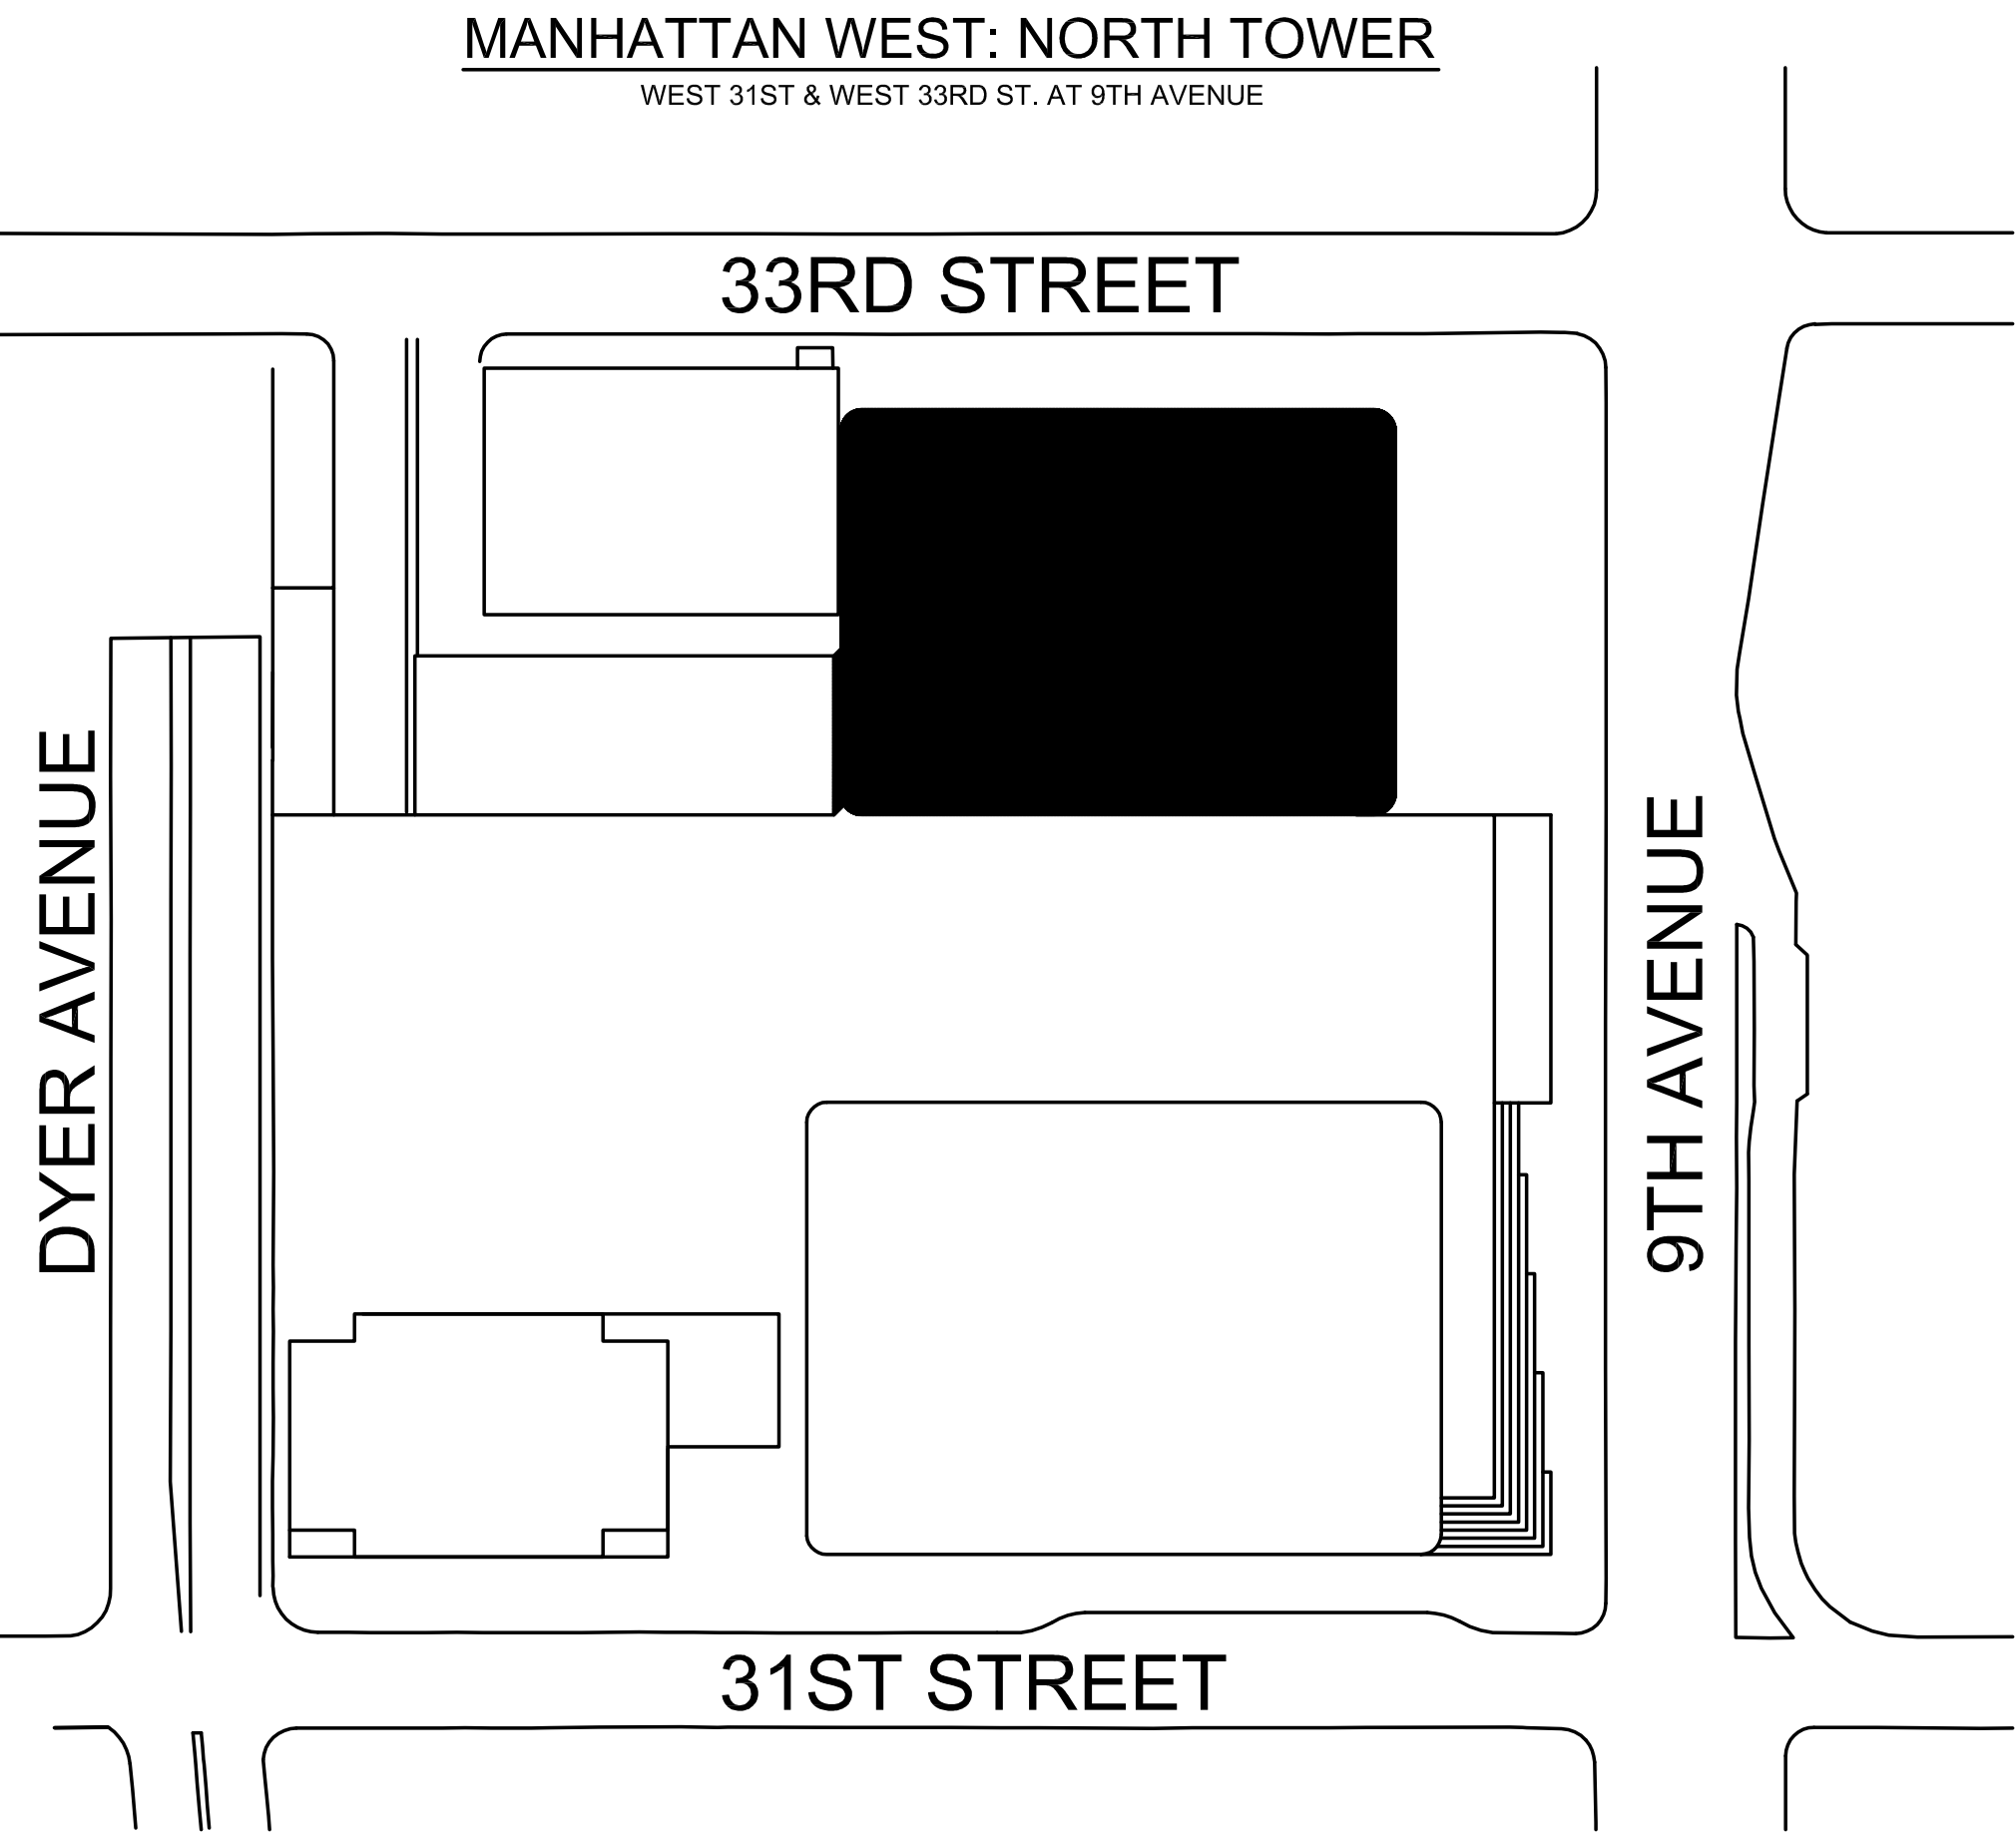 MANHATTAN WEST: NORTH TOWER
WEST 31ST & WEST 33RD ST. AT 9TH AVENUE
33RD STREET
DYER AVENUE
9TH AVENUE
31ST STREET